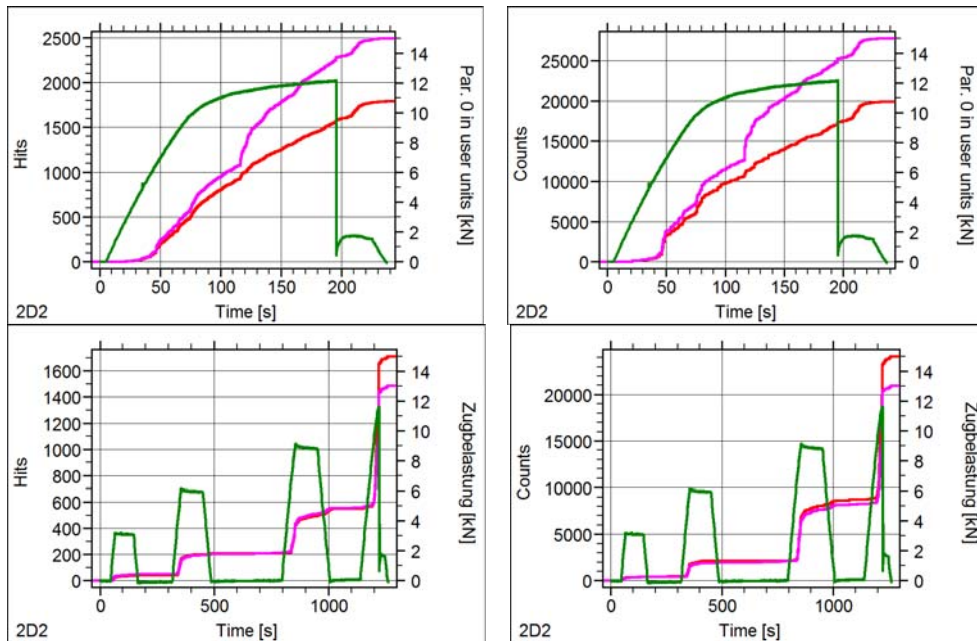 2500
2000
1500
1000
500
0
Hits
14
12
10
8
6
4
2
0
Par. 0 in user units [kN]
0 50 100 150 200
Time [s]
2D2
25000
20000
15000
10000
5000
0
Counts
14
12
10
8
6
4
2
0
Par. 0 in user units [kN]
0 50 100 150 200
Time [s]
2D2
1600
1400
1200
1000
800
600
400
200
0
Hits
14
12
10
8
6
4
2
0
Zugbelastung [kN]
0 500 1000
Time [s]
2D2
20000
15000
10000
5000
0
Counts
14
12
10
8
6
4
2
0
Zugbelastung [kN]
0 500 1000
Time [s]
2D2